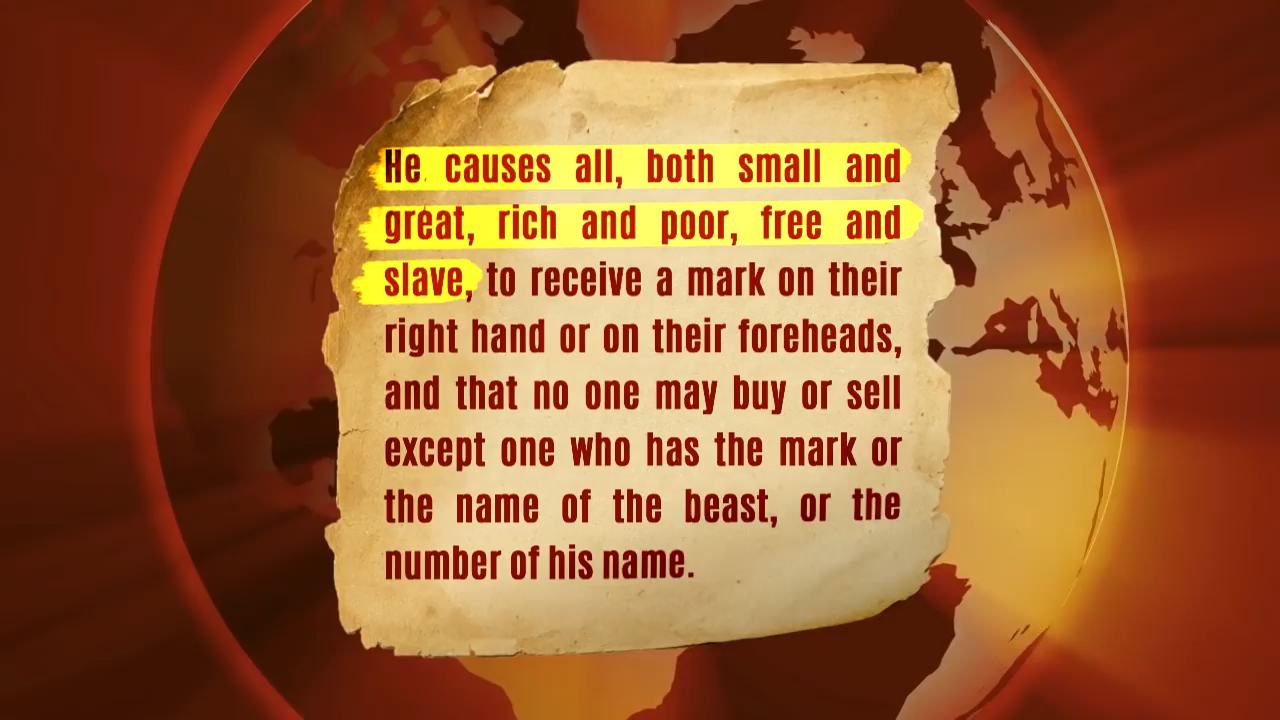 He causes all, both small and
great, rich and poor, free and
slave, to receive a mark on their
right hand or on their foreheads,
and that no one may buy or sell
except one who has the mark or
the name of the beast, or the
number of his name.